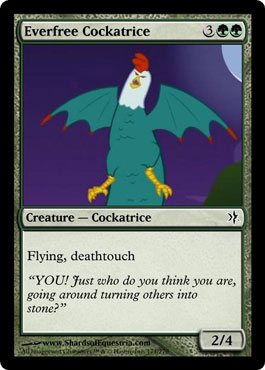 Everfree Cockatrice 3
Creature — Cockatrice
Flying, deathtouch
“YOU! Just who do you think you are,
going around turning others into
stone?”
www.ShardsofEquestria.com
2/4